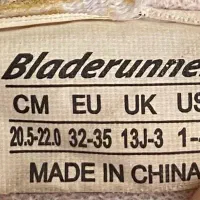 Bladerunne
CM EU UK US
20.5-22.0 32-35 13J-3 1-
MADE IN CHINA